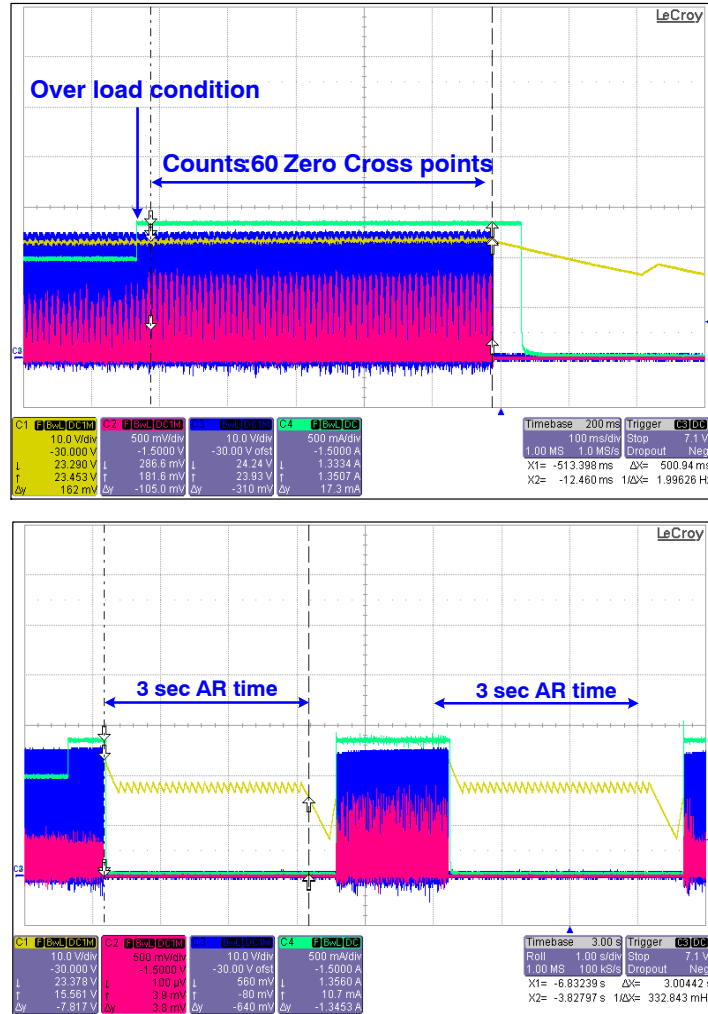 LeCroy
Over load condition
Counts:60 Zero Cross points
C3
C1 F BwL DC1M C2 F BwL DC1M C3 BwL DC1M C4 F BwL DC
10.0 V/div 500 mV/div 10.0 V/div 500 mA/div
-30.000 V -1.5000 V -30.00 V ofst -1.5000 A
↓ 23.290 V ↓ 286.6 mV ↓ 24.24 V ↓ 1.3334 A
↑ 23.453 V ↑ 181.6 mV ↑ 23.93 V ↑ 1.3507 A
Δy 162 mV Δy -105.0 mV Δy -310 mV Δy 17.3 mA
Timebase 200 ms Trigger C3 DC
100 ms/div Stop 7.1 V
1.00 MS 1.0 MS/s Dropout Neg
X1= -513.398 ms ΔX= 500.94 ms
X2= -12.460 ms 1/ΔX= 1.99626 Hz
LeCroy
3 sec AR time 3 sec AR time
C3
C1 F BwL DC1M C2 F BwL DC1M C3 BwL DC1M C4 F BwL DC
10.0 V/div 500 mV/div 10.0 V/div 500 mA/div
-30.000 V -1.5000 V -30.00 V ofst -1.5000 A
↓ 23.378 V ↓ 100 µV ↓ 560 mV ↓ 1.3560 A
↑ 15.561 V ↑ 3.9 mV ↑ -80 mV ↑ 10.7 mA
Δy -7.817 V Δy 3.8 mV Δy -640 mV Δy -1.3453 A
Timebase 3.00 s Trigger C3 DC
Roll 1.00 s/div Stop 7.1 V
1.00 MS 100 kS/s Dropout Neg
X1= -6.83239 s ΔX= 3.00442 s
X2= -3.82797 s 1/ΔX= 332.843 mH